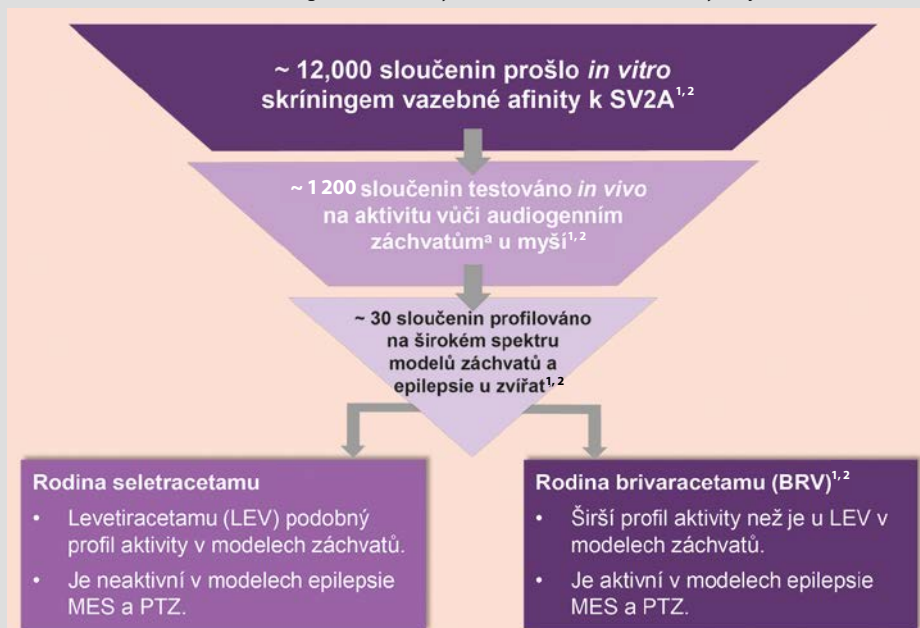 ~ 12,000 sloučenin prošlo in vitro
skríningem vazebné afinity k SV2A1, 2
~ 1 200 sloučenin testováno in vivo
na aktivitu vůči audiogenním
záchvatůma u myší1, 2
~ 30 sloučenin profilováno
na širokém spektru
modelů záchvatů a
epilepsie u zvířat1, 2
Rodina seletracetamu
• Levetiracetamu (LEV) podobný
profil aktivity v modelech záchvatů.
• Je neaktivní v modelech epilepsie
MES a PTZ.
Rodina brivaracetamu (BRV)1, 2
• Širší profil aktivity než je u LEV v
modelech záchvatů.
• Je aktivní v modelech epilepsie
MES a PTZ.